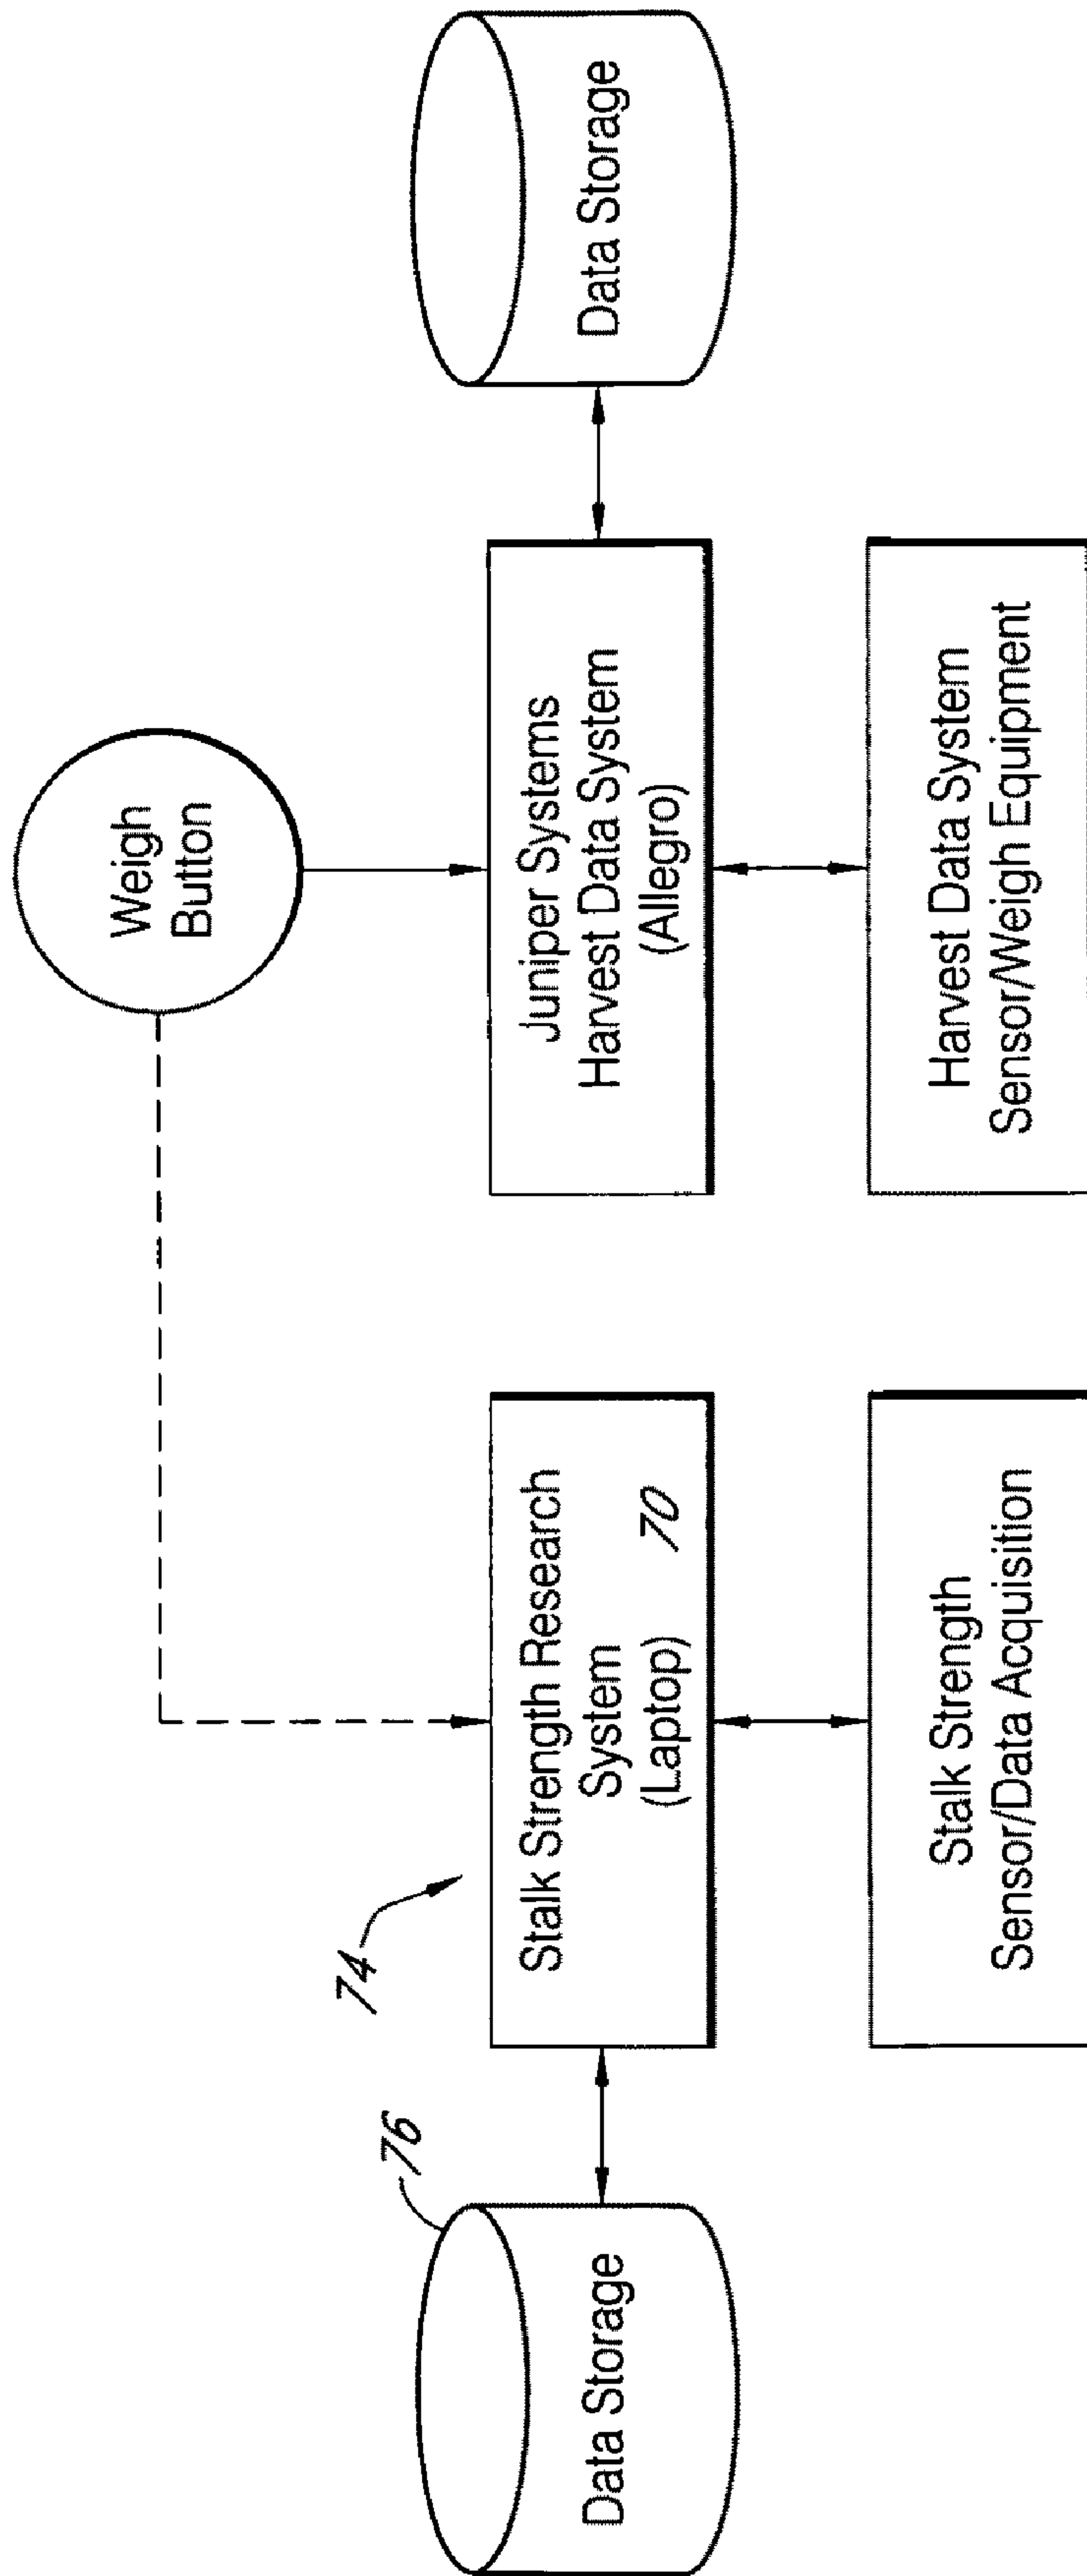 Weigh
Button
76
74
Data Storage
Stalk Strength Research
System
(Laptop) 70
Juniper Systems
Harvest Data System
(Allegro)
Data Storage
Stalk Strength
Sensor/Data Acquisition
Harvest Data System
Sensor/Weigh Equipment